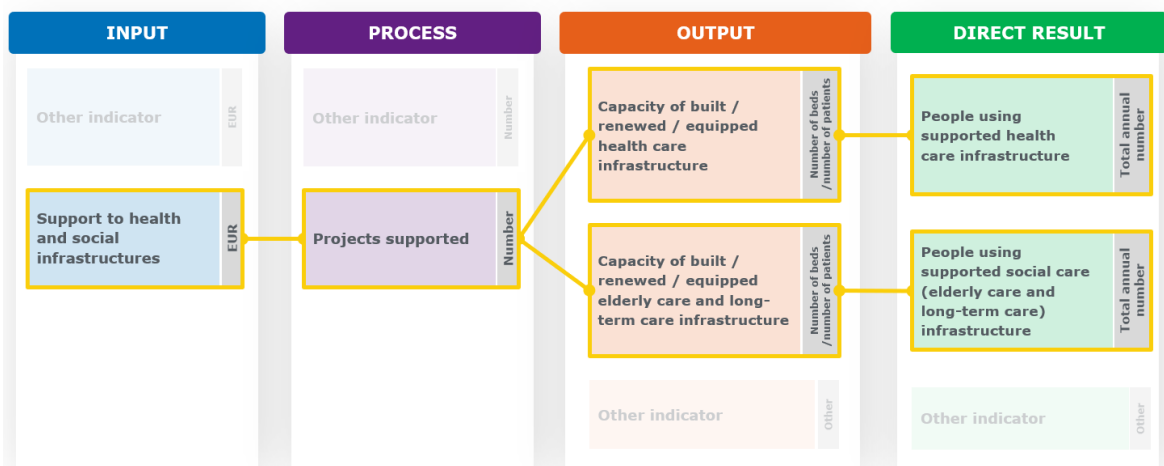 INPUT
Other indicator
EUR
Support to health
and social
infrastructures
EUR
PROCESS
Other indicator
Number
Projects supported
Number
OUTPUT
Capacity of built /
renewed / equipped
health care
infrastructure
Number of beds
/number of patients
Capacity of built /
renewed / equipped
elderly care and long-
term care infrastructure
Number of beds
/number of patients
Other indicator
Other
DIRECT RESULT
People using
supported health
care infrastructure
Total annual
number
People using
supported social care
(elderly care and
long-term care)
infrastructure
Total annual
number
Other indicator
Other